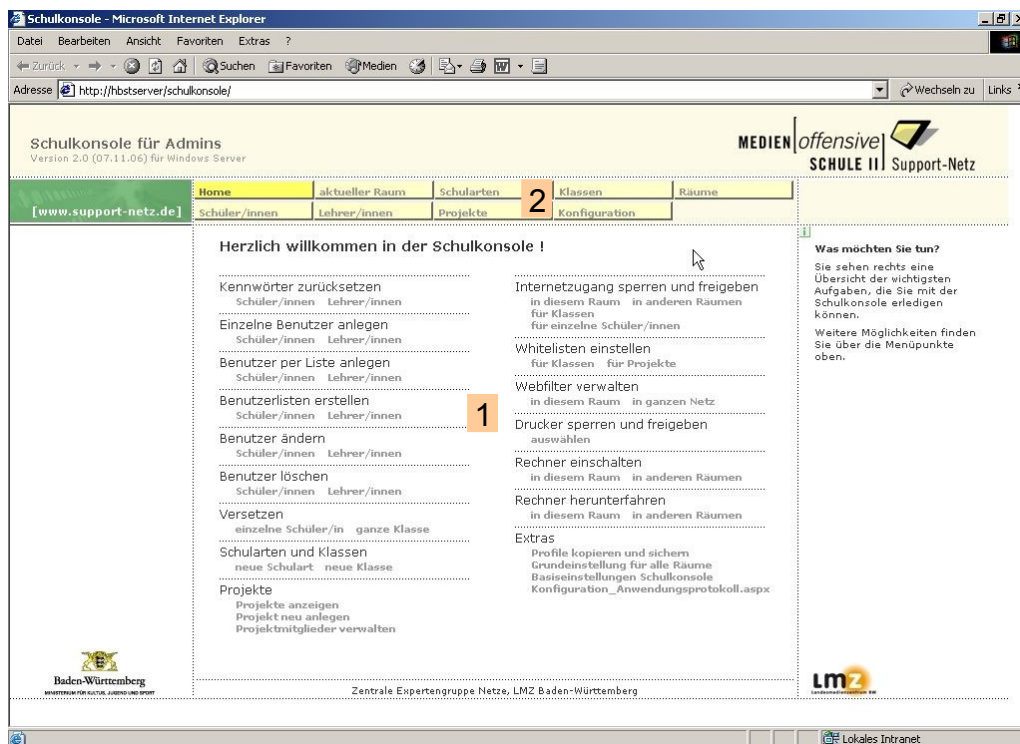 Schulkonsole - Microsoft Internet Explorer
Datei Bearbeiten Ansicht Favoriten Extras ?
Zurück Suchen Favoriten Medien
Adresse http://hbstserver/schulkonsole/ Wechseln zu Links
Schulkonsole für Admins
Version 2.0 (07.11.06) für Windows Server
MEDIEN offensive
SCHULE II Support-Netz
[www.support-netz.de]
Home aktueller Raum Schularten Klassen Räume
Schüler/innen Lehrer/innen Projekte Konfiguration
2
Herzlich willkommen in der Schulkonsole !
Kennwörter zurücksetzen
Schüler/innen Lehrer/innen
Einzelne Benutzer anlegen
Schüler/innen Lehrer/innen
Benutzer per Liste anlegen
Schüler/innen Lehrer/innen
Benutzerlisten erstellen
Schüler/innen Lehrer/innen
Benutzer ändern
Schüler/innen Lehrer/innen
Benutzer löschen
Schüler/innen Lehrer/innen
Versetzen
einzelne Schüler/in ganze Klasse
Schularten und Klassen
neue Schulart neue Klasse
Projekte
Projekte anzeigen
Projekt neu anlegen
Projektmitglieder verwalten
1
Internetzugang sperren und freigeben
in diesem Raum in anderen Räumen
für Klassen
für einzelne Schüler/innen
Whitelisten einstellen
für Klassen für Projekte
Webfilter verwalten
in diesem Raum in ganzen Netz
Drucker sperren und freigeben
auswählen
Rechner einschalten
in diesem Raum in anderen Räumen
Rechner herunterfahren
in diesem Raum in anderen Räumen
Extras
Profile kopieren und sichern
Grundeinstellung für alle Räume
Basiseinstellungen Schulkonsole
Konfiguration_Anwendungsprotokoll.aspx
Was möchten Sie tun?
Sie sehen rechts eine
Übersicht der wichtigsten
Aufgaben, die Sie mit der
Schulkonsole erledigen
können.
Weitere Möglichkeiten finden
Sie über die Menüpunkte
oben.
Baden-Württemberg
MINISTERIUM FÜR KULTUS, JUGEND UND SPORT
Zentrale Expertengruppe Netze, LMZ Baden-Württemberg
LMZ
Landesmedienzentrum BW
Lokales Intranet